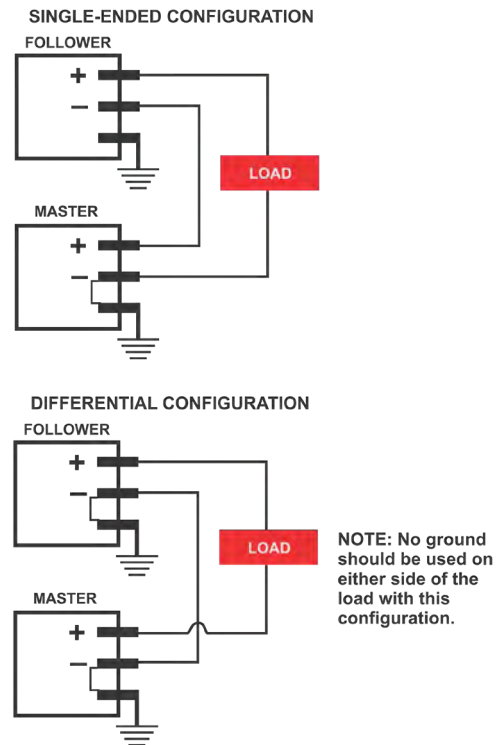 SINGLE-ENDED CONFIGURATION
FOLLOWER
+
−
LOAD
MASTER
+
−
DIFFERENTIAL CONFIGURATION
FOLLOWER
+
−
LOAD
NOTE: No ground
should be used on
either side of the
load with this
configuration.
MASTER
+
−